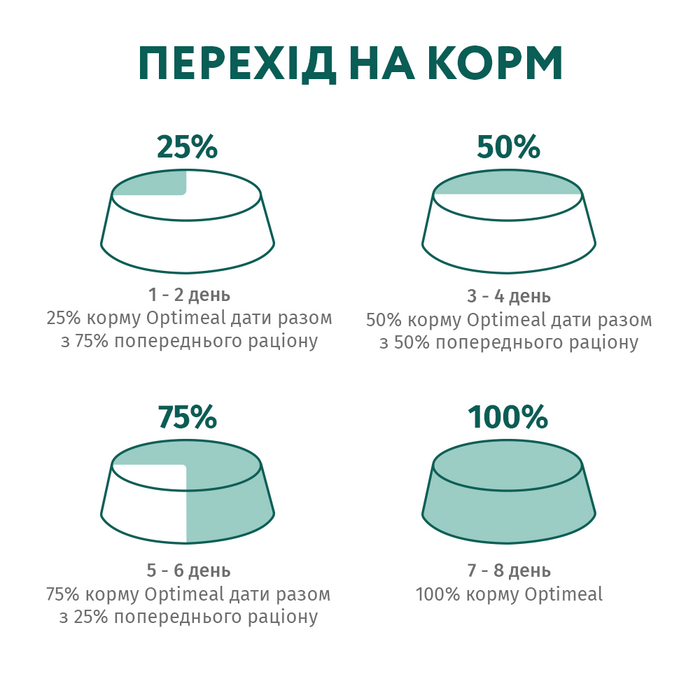 ПЕРЕХІД НА КОРМ
25%
1 - 2 день
25% корму Optimeal дати разом
з 75% попереднього раціону
50%
3 - 4 день
50% корму Optimeal дати разом
з 50% попереднього раціону
75%
5 - 6 день
75% корму Optimeal дати разом
з 25% попереднього раціону
100%
7 - 8 день
100% корму Optimeal